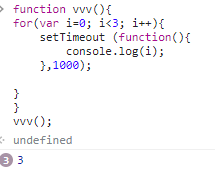 > function vvv(){
for(var i=0; i<3; i++){
    setTimeout (function(){
        console.log(i);
    },1000);

}
}
vvv();
< undefined
3 3